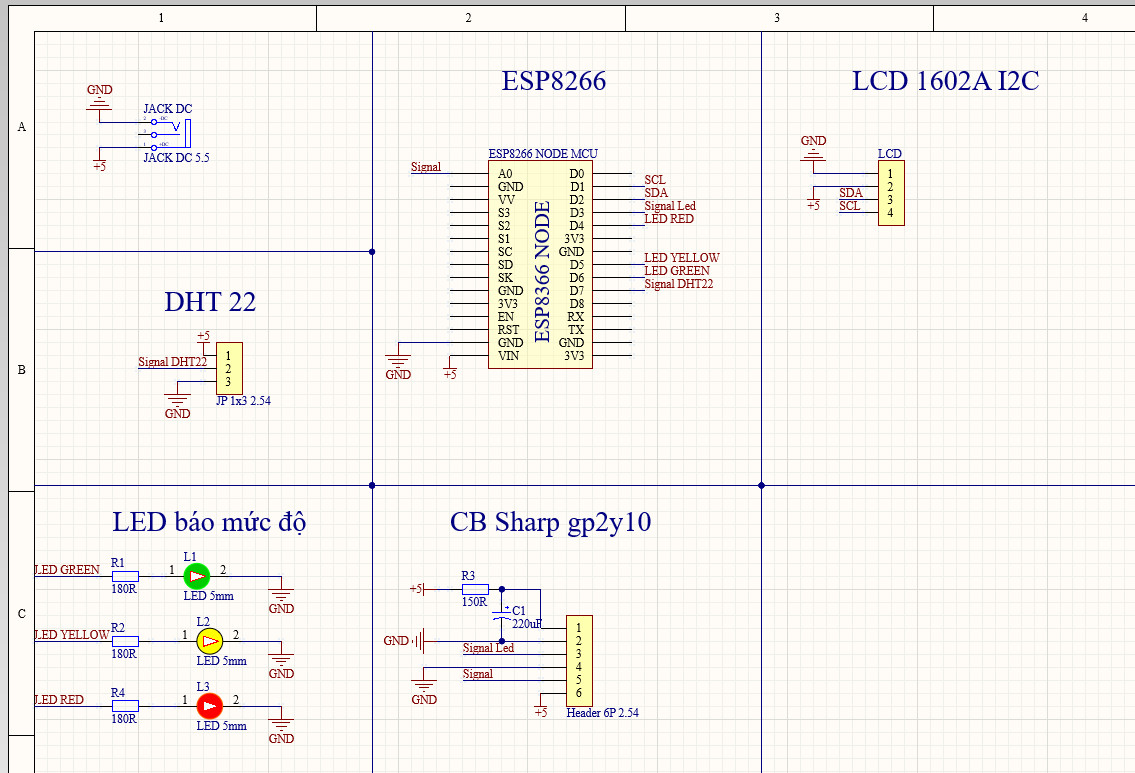 1 2 3 4
A
B
C
GND
JACK DC
2 -DC
3
1 +DC
JACK DC 5.5
+5
ESP8266
ESP8266 NODE MCU
Signal
A0 D0
GND D1 SCL
VV D2 SDA
S3 D3 Signal Led
S2 D4 LED RED
S1 3V3
SC GND
SD D5 LED YELLOW
SK D6 LED GREEN
GND D7 Signal DHT22
3V3 D8
EN RX
RST TX
GND GND
VIN 3V3
ESP8366 NODE
GND
+5
LCD 1602A I2C
GND
LCD
1
2
+5
SDA 3
SCL 4
DHT 22
+5
1
Signal DHT22 2
3
GND
JP 1x3 2.54
LED báo mức độ
LED GREEN R1 1 L1 2
180R LED 5mm
GND
LED YELLOW R2 1 L2 2
180R LED 5mm
GND
LED RED R4 1 L3 2
180R LED 5mm
GND
CB Sharp gp2y10
+5 R3
150R
+ C1
220uF
GND
Signal Led
GND
Signal
+5
1
2
3
4
5
6
Header 6P 2.54